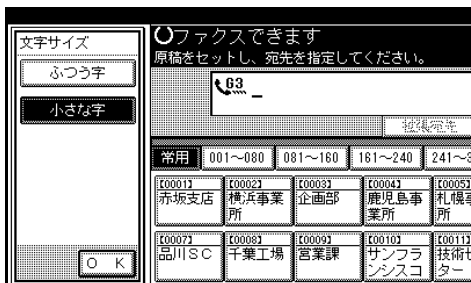 文字サイズ
ふつう字
小さな字
OK
ファクスできます
原稿をセットし、宛先を指定してください。
63
拡張宛先
常用 001〜080 081〜160 161〜240 241〜3
【00001】 【00002】 【00003】 【00004】 【00005】
赤坂支店 横浜事業所 企画部 鹿児島事業所 札幌事
【00007】 【00008】 【00009】 【00010】 【00011】
品川SC 千葉工場 営業課 サンフランシスコ 技術センター